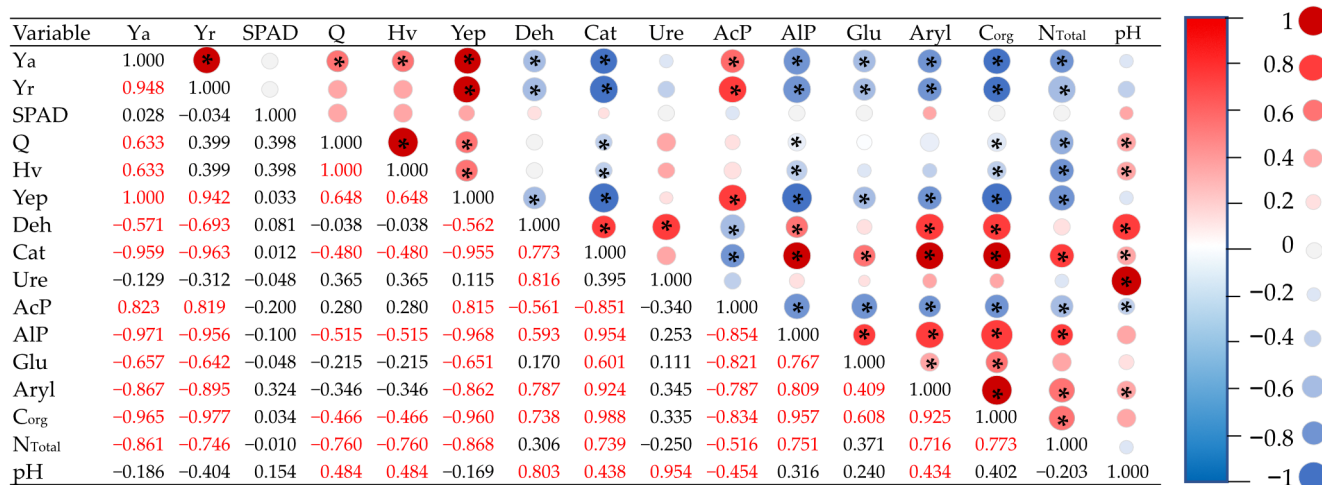 Variable Ya Yr SPAD Q Hv Yep Deh Cat Ure AcP AlP Glu Aryl Corg NTotal pH
Ya 1.000 * * * * * * * * * * * *
Yr 0.948 1.000 * * * * * * * * *
SPAD 0.028 −0.034 1.000
Q 0.633 0.399 0.398 1.000 * * * * * * *
Hv 0.633 0.399 0.398 1.000 1.000 * * * * * *
Yep 1.000 0.942 0.033 0.648 0.648 1.000 * * * * * * * *
Deh −0.571 −0.693 0.081 −0.038 −0.038 −0.562 1.000 * * * * * * *
Cat −0.959 −0.963 0.012 −0.480 −0.480 −0.955 0.773 1.000 * * * * * * *
Ure −0.129 −0.312 −0.048 0.365 0.365 0.115 0.816 0.395 1.000 *
AcP 0.823 0.819 −0.200 0.280 0.280 0.815 −0.561 −0.851 −0.340 1.000 * * * * * *
AlP −0.971 −0.956 −0.100 −0.515 −0.515 −0.968 0.593 0.954 0.253 −0.854 1.000 * * * *
Glu −0.657 −0.642 −0.048 −0.215 −0.215 −0.651 0.170 0.601 0.111 −0.821 0.767 1.000 * *
Aryl −0.867 −0.895 0.324 −0.346 −0.346 −0.862 0.787 0.924 0.345 −0.787 0.809 0.409 1.000 * * *
Corg −0.965 −0.977 0.034 −0.466 −0.466 −0.960 0.738 0.988 0.335 −0.834 0.957 0.608 0.925 1.000 *
NTotal −0.861 −0.746 −0.010 −0.760 −0.760 −0.868 0.306 0.739 −0.250 −0.516 0.751 0.371 0.716 0.773 1.000
pH −0.186 −0.404 0.154 0.484 0.484 −0.169 0.803 0.438 0.954 −0.454 0.316 0.240 0.434 0.402 −0.203 1.000
1
0.8
0.6
0.4
0.2
0
−0.2
−0.4
−0.6
−0.8
−1